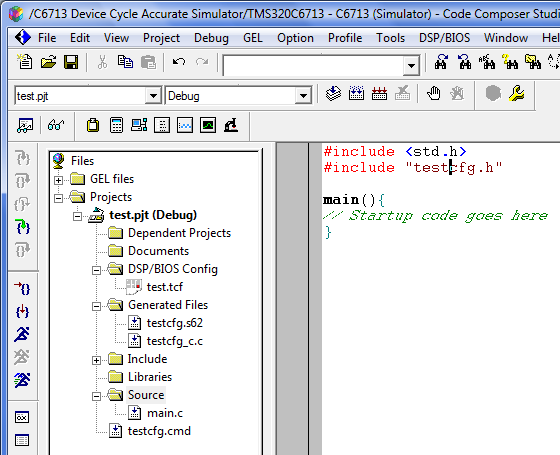 /C6713 Device Cycle Accurate Simulator/TMS320C6713 - C6713 (Simulator) - Code Composer Stud
File Edit View Project Debug GEL Option Profile Tools DSP/BIOS Window Hel
test.pjt Debug
Files
GEL files
Projects
test.pjt (Debug)
Dependent Projects
Documents
DSP/BIOS Config
test.tcf
Generated Files
testcfg.s62
testcfg_c.c
Include
Libraries
Source
main.c
testcfg.cmd
#include <std.h>
#include "testcfg.h"
main(){
// Startup code goes here
}